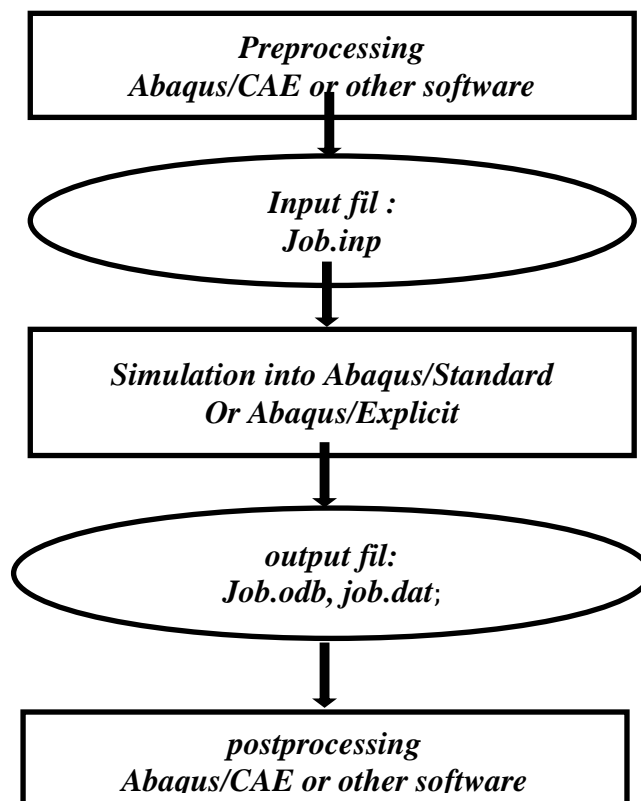 Preprocessing
Abaqus/CAE or other software
Input fil :
Job.inp
Simulation into Abaqus/Standard
Or Abaqus/Explicit
output fil:
Job.odb, job.dat;
postprocessing
Abaqus/CAE or other software